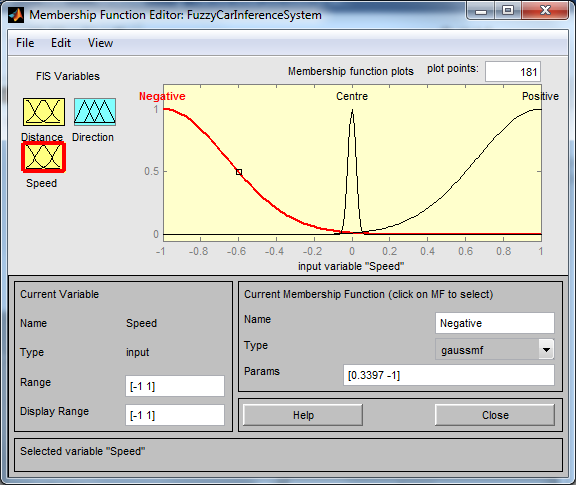 Membership Function Editor: FuzzyCarInferenceSystem
File Edit View
FIS Variables
Membership function plots plot points: 181
Negative Centre Positive
Distance Direction
Speed
1
0.5
0
-1 -0.8 -0.6 -0.4 -0.2 0 0.2 0.4 0.6 0.8 1
input variable "Speed"
Current Variable
Name Speed
Type input
Range [-1 1]
Display Range [-1 1]
Current Membership Function (click on MF to select)
Name Negative
Type gaussmf
Params [0.3397 -1]
Help Close
Selected variable "Speed"